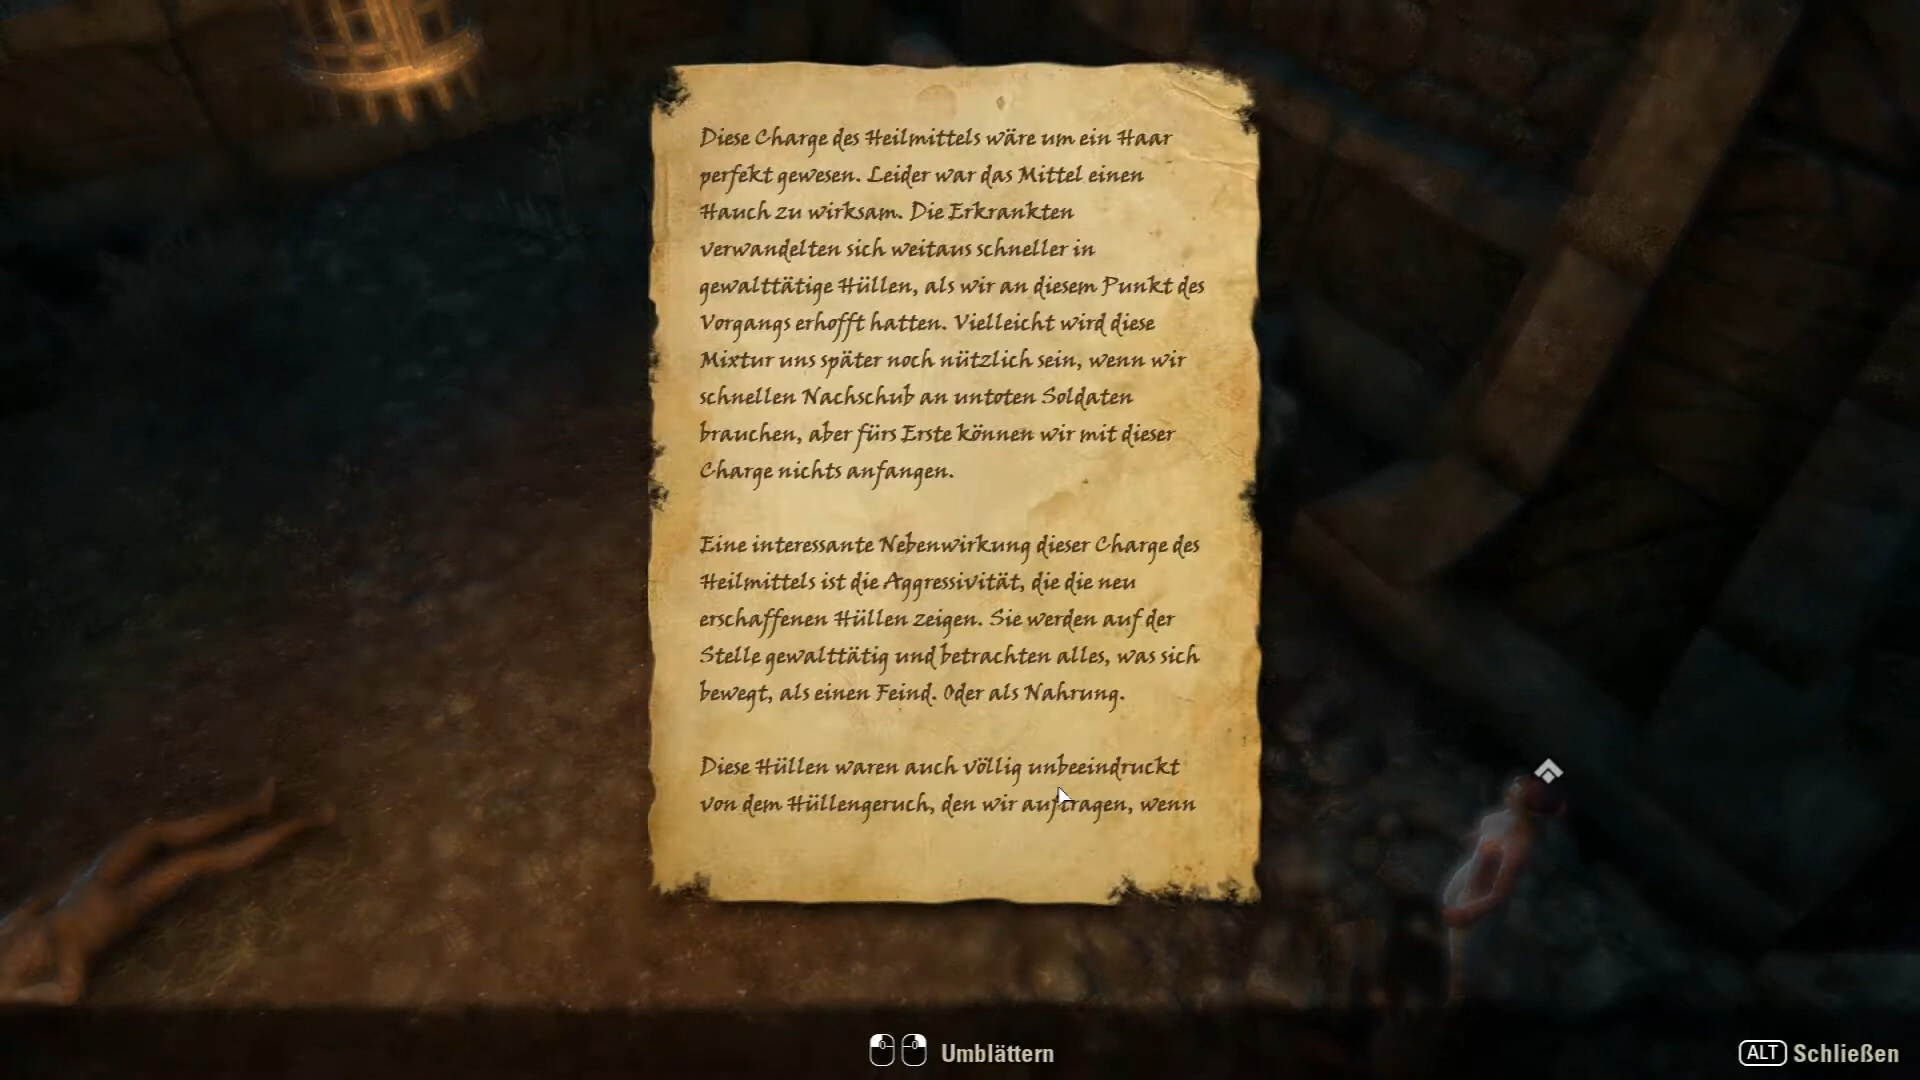 Diese Charge des Heilmittels wäre um ein Haar
perfekt gewesen. Leider war das Mittel einen
Hauch zu wirksam. Die Erkrankten
verwandelten sich weitaus schneller in
gewalttätige Hüllen, als wir an diesem Punkt des
Vorgangs erhofft hatten. Vielleicht wird diese
Mixtur uns später noch nützlich sein, wenn wir
schnellen Nachschub an untoten Soldaten
brauchen, aber fürs Erste können wir mit dieser
Charge nichts anfangen.
Eine interessante Nebenwirkung dieser Charge des
Heilmittels ist die Aggressivität, die die neu
erschaffenen Hüllen zeigen. Sie werden auf der
Stelle gewalttätig und betrachten alles, was sich
bewegt, als einen Feind. Oder als Nahrung.
Diese Hüllen waren auch völlig unbeeindruckt
von dem Hüllengeruch, den wir auftragen, wenn
Umblättern
ALT Schließen